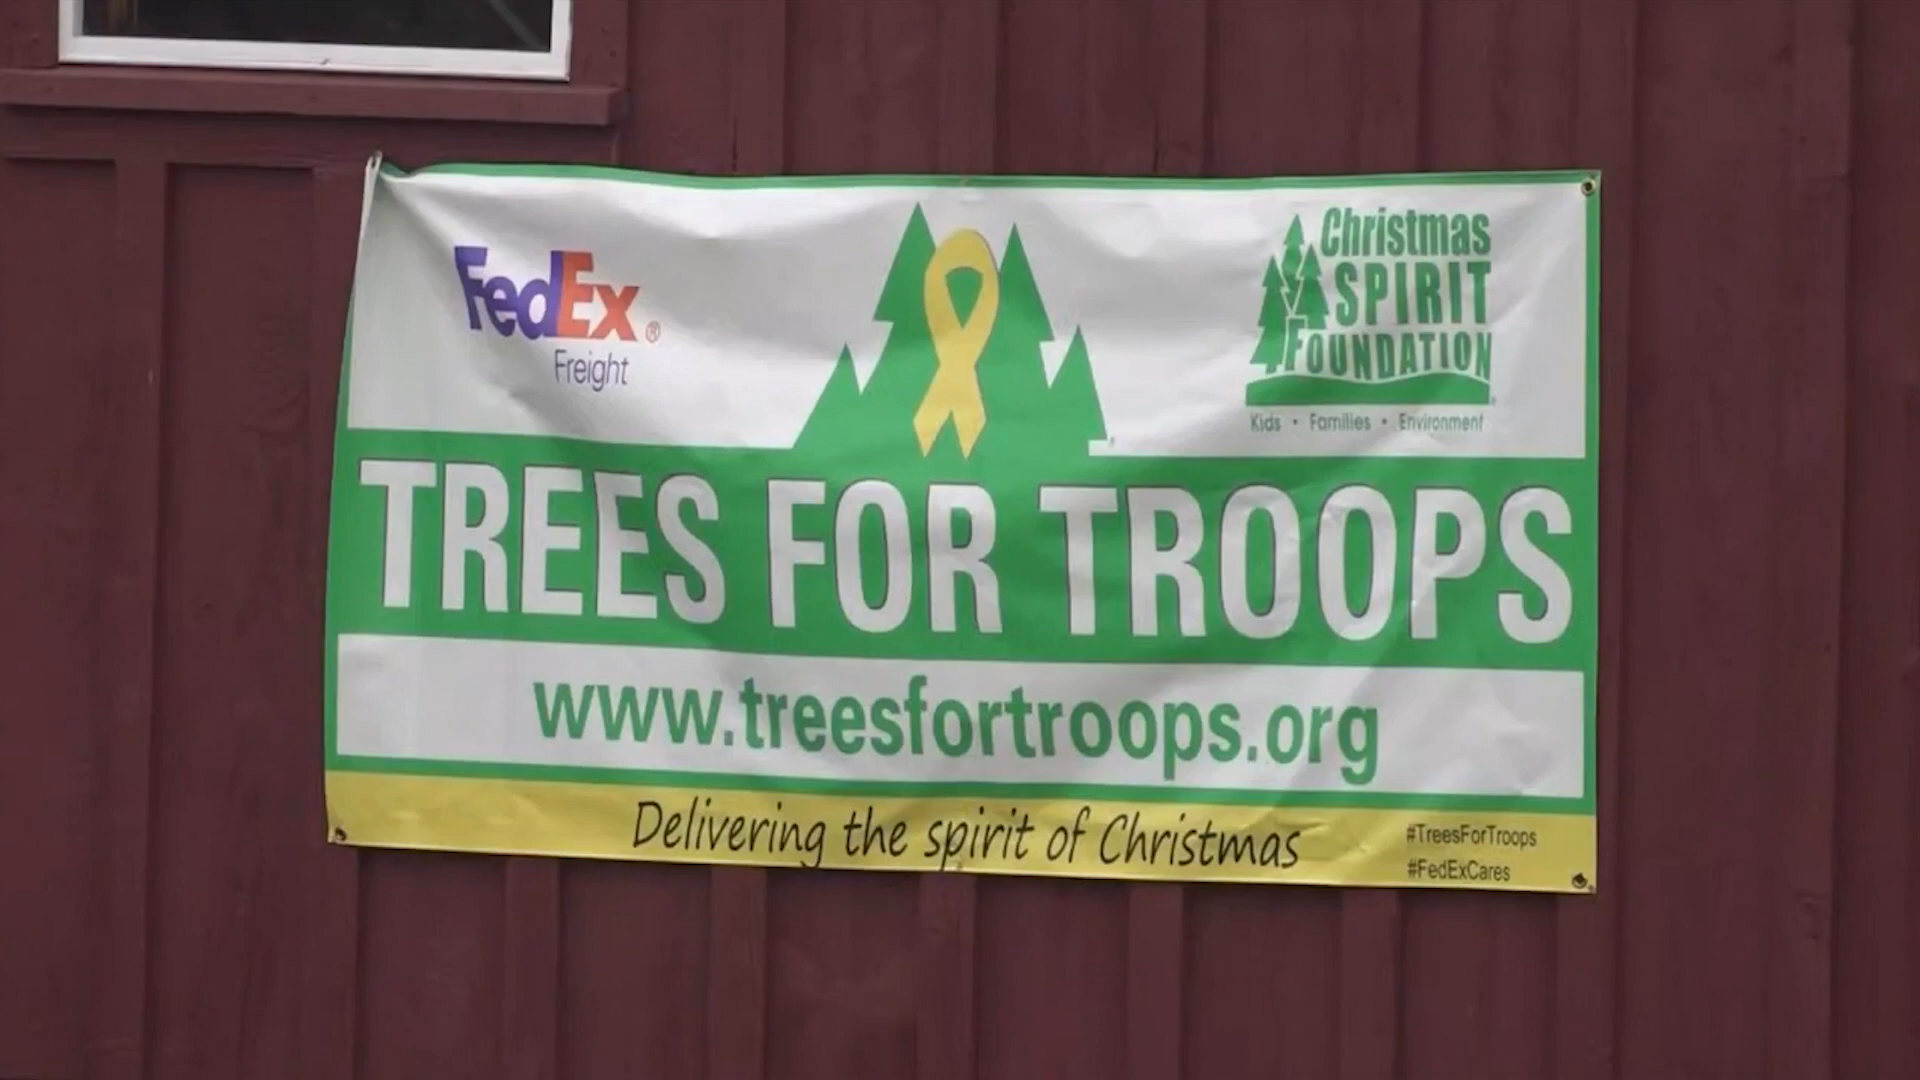 FedEx®
Freight
Christmas
SPIRIT
FOUNDATION
Kids • Families • Environment
TREES FOR TROOPS
www.treesfortroops.org
Delivering the spirit of Christmas
#TreesForTroops
#FedExCares